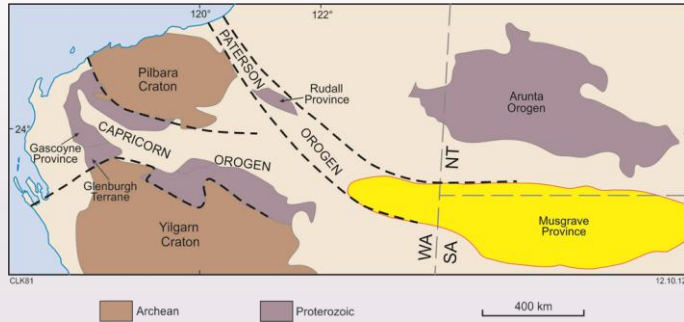 120°
122°
PATERSON
OROGEN
Pilbara
Craton
Rudall
Province
Arunta
Orogen
24°
CAPRICORN
OROGEN
Gascoyne
Province
Glenburgh
Terrane
NT
Yilgarn
Craton
WA
SA
Musgrave
Province
CLK81
12.10.12
Archean
Proterozoic
400 km